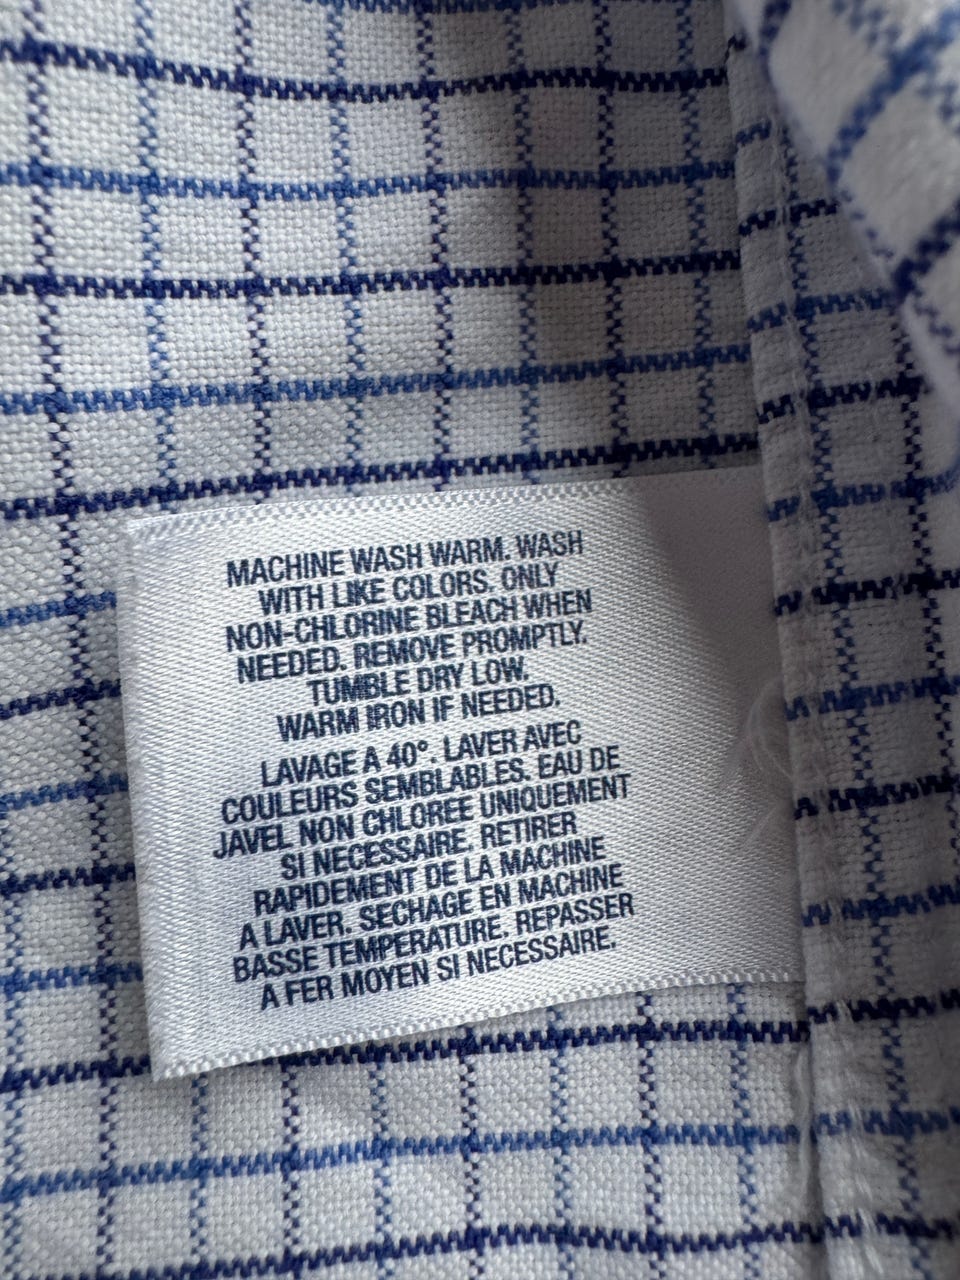 MACHINE WASH WARM. WASH
WITH LIKE COLORS. ONLY
NON-CHLORINE BLEACH WHEN
NEEDED. REMOVE PROMPTLY.
TUMBLE DRY LOW.
WARM IRON IF NEEDED.
LAVAGE A 40°. LAVER AVEC
COULEURS SEMBLABLES. EAU DE
JAVEL NON CHLOREE UNIQUEMENT
SI NECESSAIRE. RETIRER
RAPIDEMENT DE LA MACHINE
A LAVER. SECHAGE EN MACHINE
BASSE TEMPERATURE. REPASSER
A FER MOYEN SI NECESSAIRE.